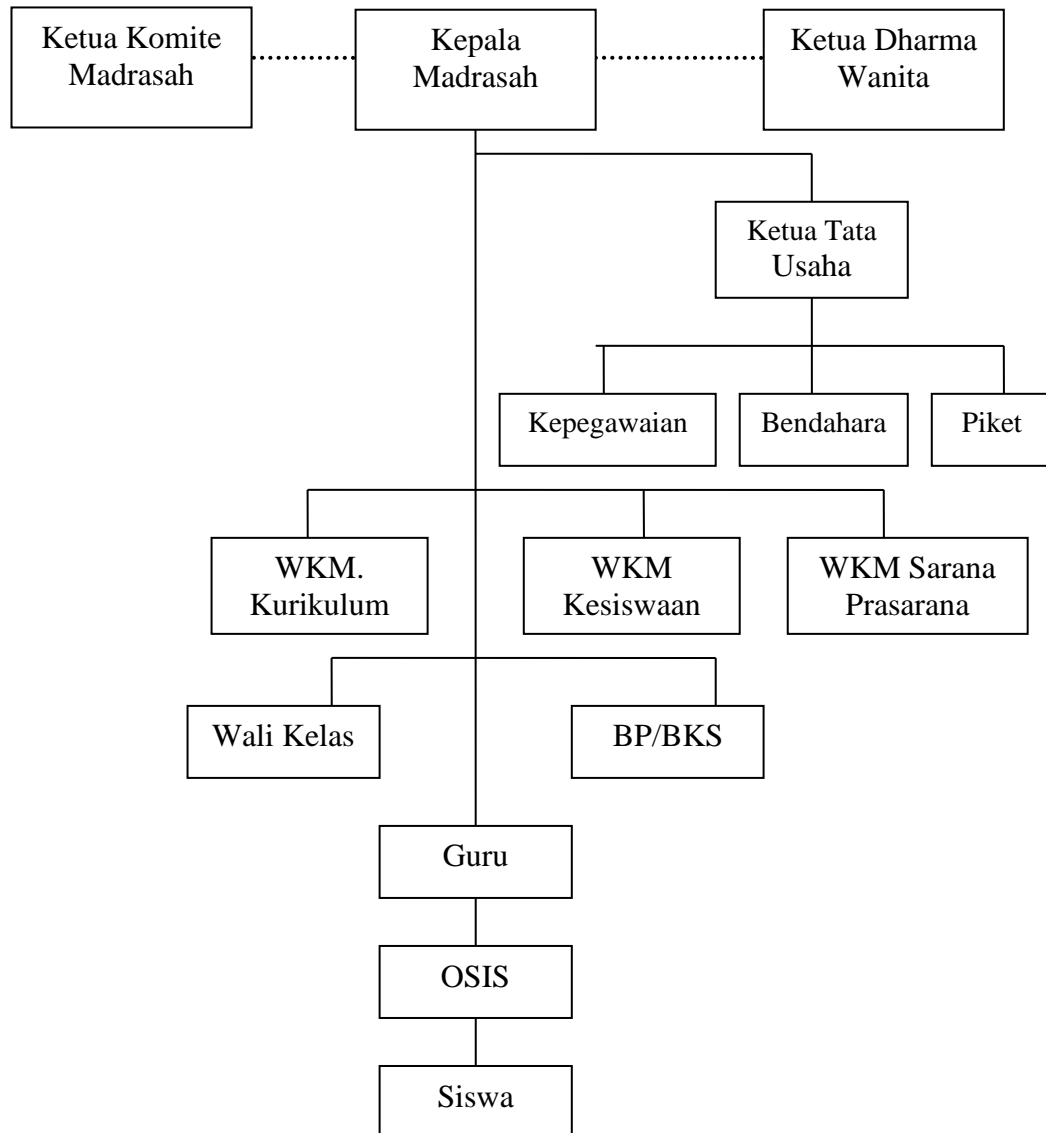 Ketua Komite
Madrasah
Kepala
Madrasah
Ketua Dharma
Wanita
Ketua Tata
Usaha
Kepegawaian
Bendahara
Piket
WKM.
Kurikulum
WKM
Kesiswaan
WKM Sarana
Prasarana
Wali Kelas
BP/BKS
Guru
OSIS
Siswa